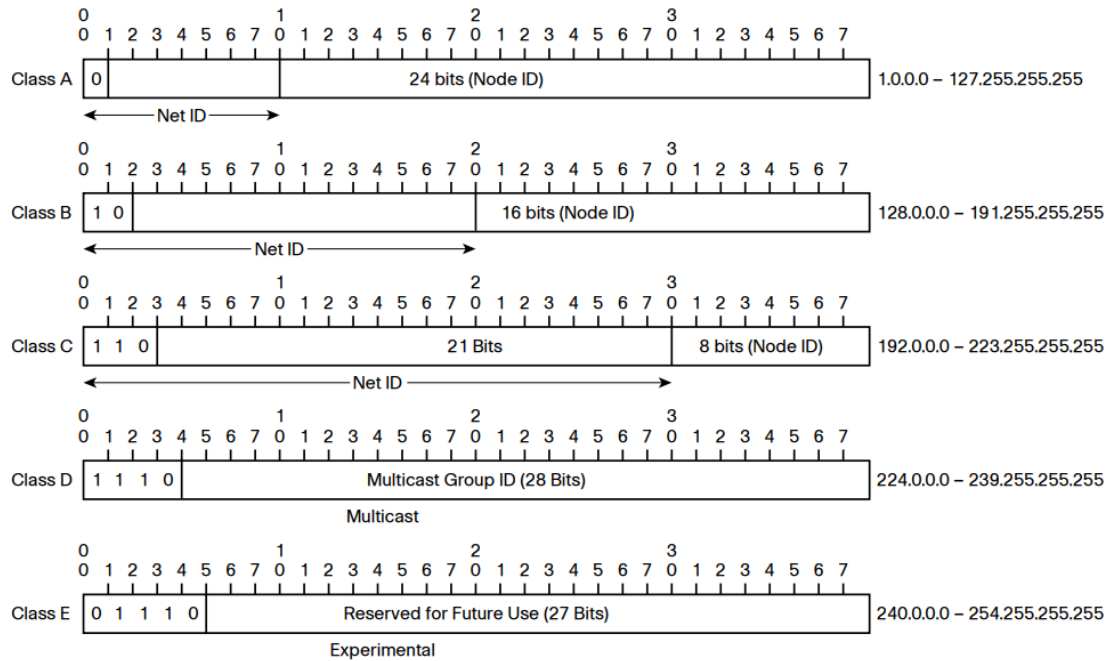 0 1 2 3
0 1 2 3 4 5 6 7 0 1 2 3 4 5 6 7 0 1 2 3 4 5 6 7 0 1 2 3 4 5 6 7
Class A 0 24 bits (Node ID) 1.0.0.0 – 127.255.255.255
Net ID
0 1 2 3
0 1 2 3 4 5 6 7 0 1 2 3 4 5 6 7 0 1 2 3 4 5 6 7 0 1 2 3 4 5 6 7
Class B 1 0 16 bits (Node ID) 128.0.0.0 – 191.255.255.255
Net ID
0 1 2 3
0 1 2 3 4 5 6 7 0 1 2 3 4 5 6 7 0 1 2 3 4 5 6 7 0 1 2 3 4 5 6 7
Class C 1 1 0 21 Bits 8 bits (Node ID) 192.0.0.0 – 223.255.255.255
Net ID
0 1 2 3
0 1 2 3 4 5 6 7 0 1 2 3 4 5 6 7 0 1 2 3 4 5 6 7 0 1 2 3 4 5 6 7
Class D 1 1 1 0 Multicast Group ID (28 Bits) 224.0.0.0 – 239.255.255.255
Multicast
0 1 2 3
0 1 2 3 4 5 6 7 0 1 2 3 4 5 6 7 0 1 2 3 4 5 6 7 0 1 2 3 4 5 6 7
Class E 0 1 1 1 0 Reserved for Future Use (27 Bits) 240.0.0.0 – 254.255.255.255
Experimental